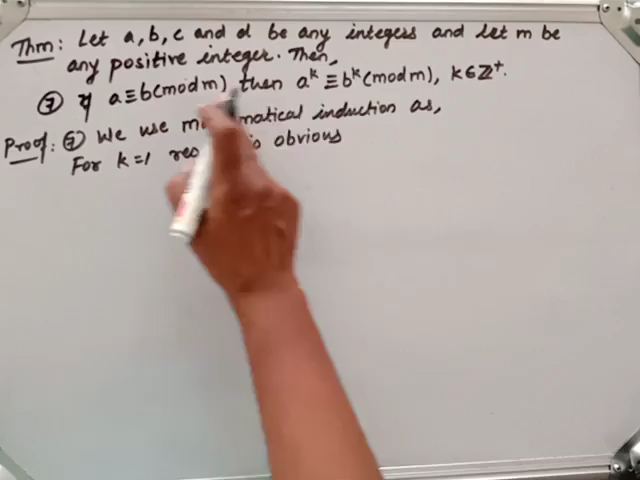 Thm: Let a, b, c and d be any integers and let m be
any positive integer. Then,
⑦ If a≡b(mod m) then a^k ≡ b^k (mod m), k∈ℤ⁺.
Proof: ⑦ We use mathematical induction as,
For k=1 obvious